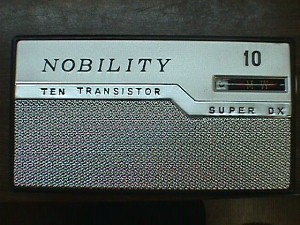 NOBILITY
10
TEN TRANSISTOR
SUPER DX